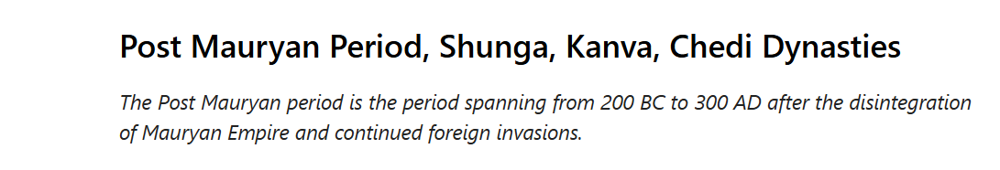 Post Mauryan Period, Shunga, Kanva, Chedi Dynasties
The Post Mauryan period is the period spanning from 200 BC to 300 AD after the disintegration
of Mauryan Empire and continued foreign invasions.